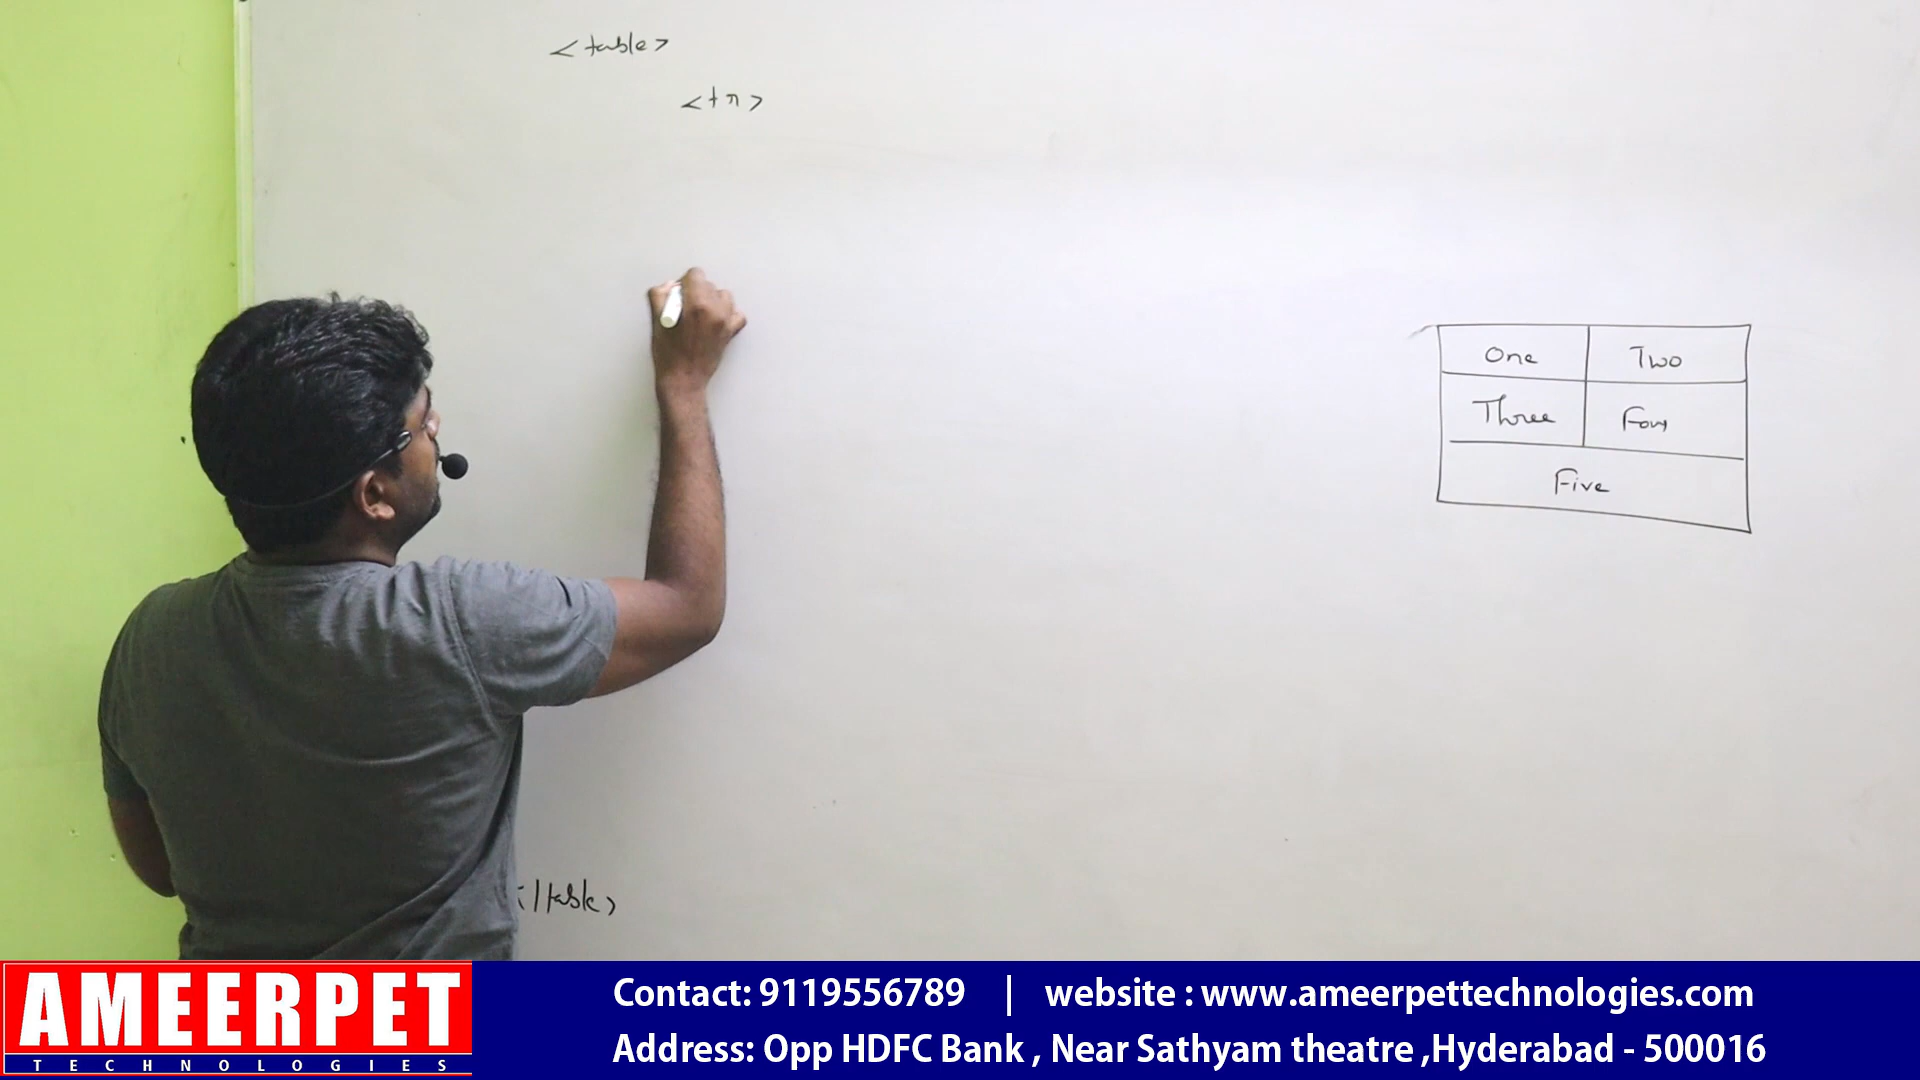 <table>
<tr>
One Two
Three Four
Five
</table>
AMEERPET
TECHNOLOGIES
Contact: 9119556789 | website : www.ameerpettechnologies.com
Address: Opp HDFC Bank , Near Sathyam theatre ,Hyderabad - 500016